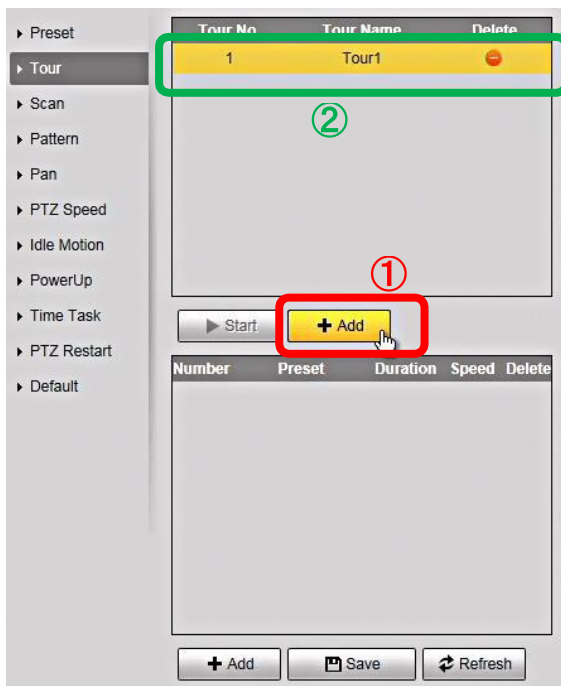 Preset
Tour
Scan
Pattern
Pan
PTZ Speed
Idle Motion
PowerUp
Time Task
PTZ Restart
Default
Tour No. Tour Name Delete
1 Tour1
②
①
Start + Add
Number Preset Duration Speed Delete
+ Add Save Refresh